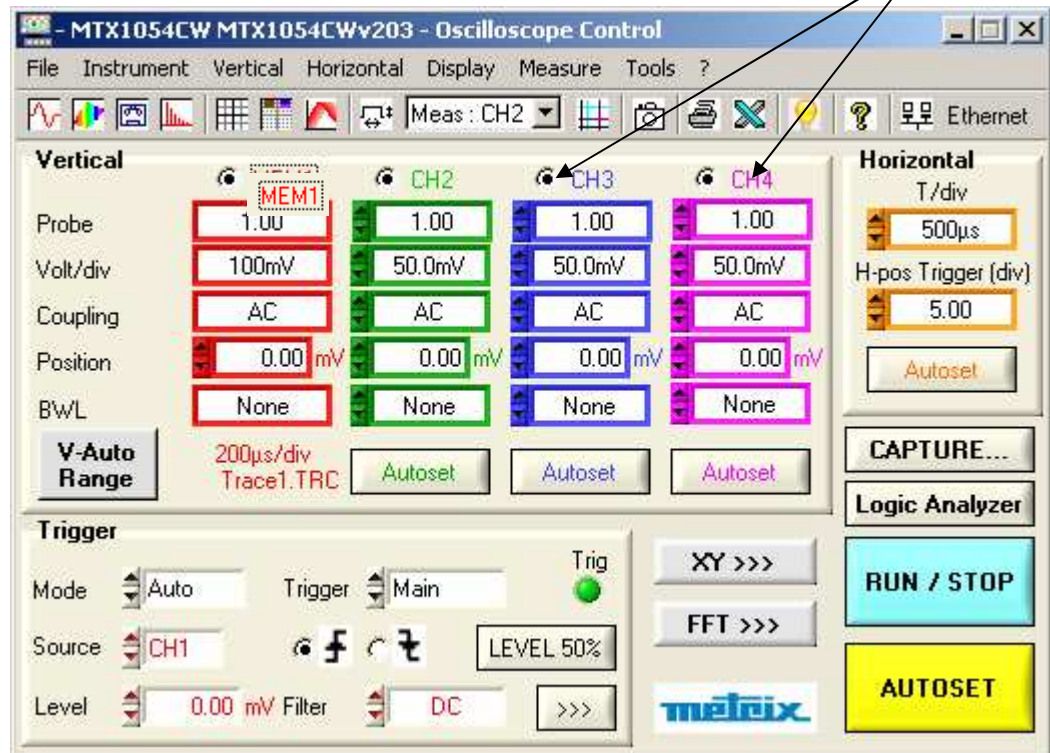 - MTX1054CW MTX1054CWv203 - Oscilloscope Control
File Instrument Vertical Horizontal Display Measure Tools ?
Meas : CH2 Ethernet
Vertical
MEM1 CH2 CH3 CH4
Probe 1.00 1.00 1.00 1.00
Volt/div 100mV 50.0mV 50.0mV 50.0mV
Coupling AC AC AC AC
Position 0.00 mV 0.00 mV 0.00 mV 0.00 mV
BWL None None None None
V-Auto
Range
200µs/div
Trace1.TRC
Autoset Autoset Autoset
Horizontal
T/div
500µs
H-pos Trigger (div)
5.00
Autoset
CAPTURE...
Logic Analyzer
RUN / STOP
AUTOSET
Trigger
Trig
Mode Auto Trigger Main
Source CH1 LEVEL 50%
Level 0.00 mV Filter DC >>>
XY >>>
FFT >>>
metrix